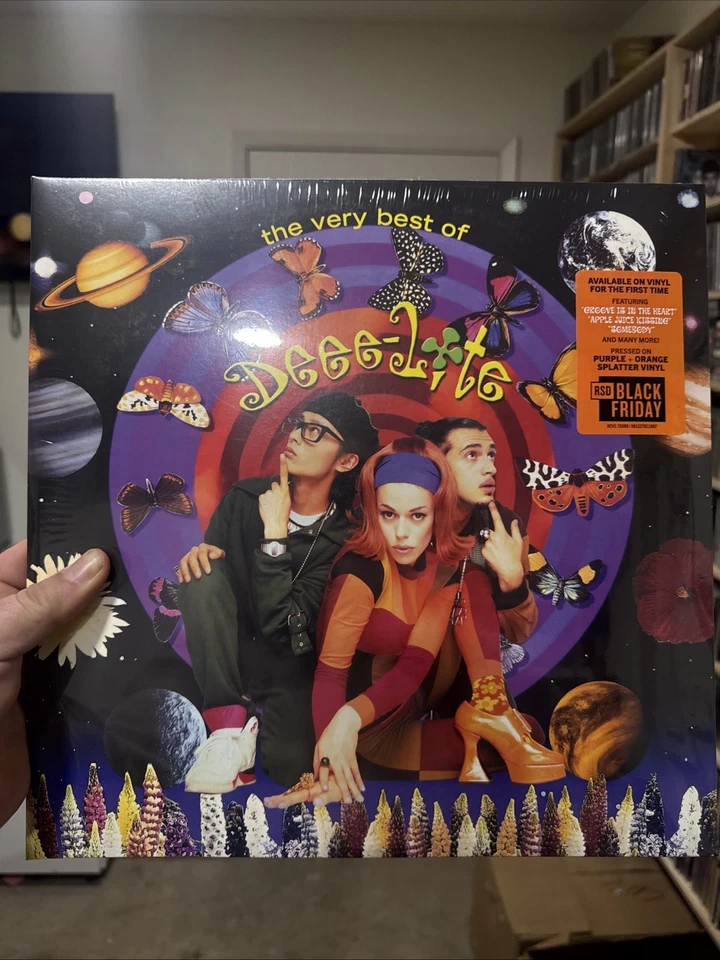 the very best of
Deee-Lite
AVAILABLE ON VINYL
FOR THE FIRST TIME
FEATURING
"GROOVE IS IN THE HEART"
"APPLE JUICE KISSING"
"SOMEBODY"
AND MANY MORE!
PRESSED ON
PURPLE + ORANGE
SPLATTER VINYL
RSD BLACK
FRIDAY